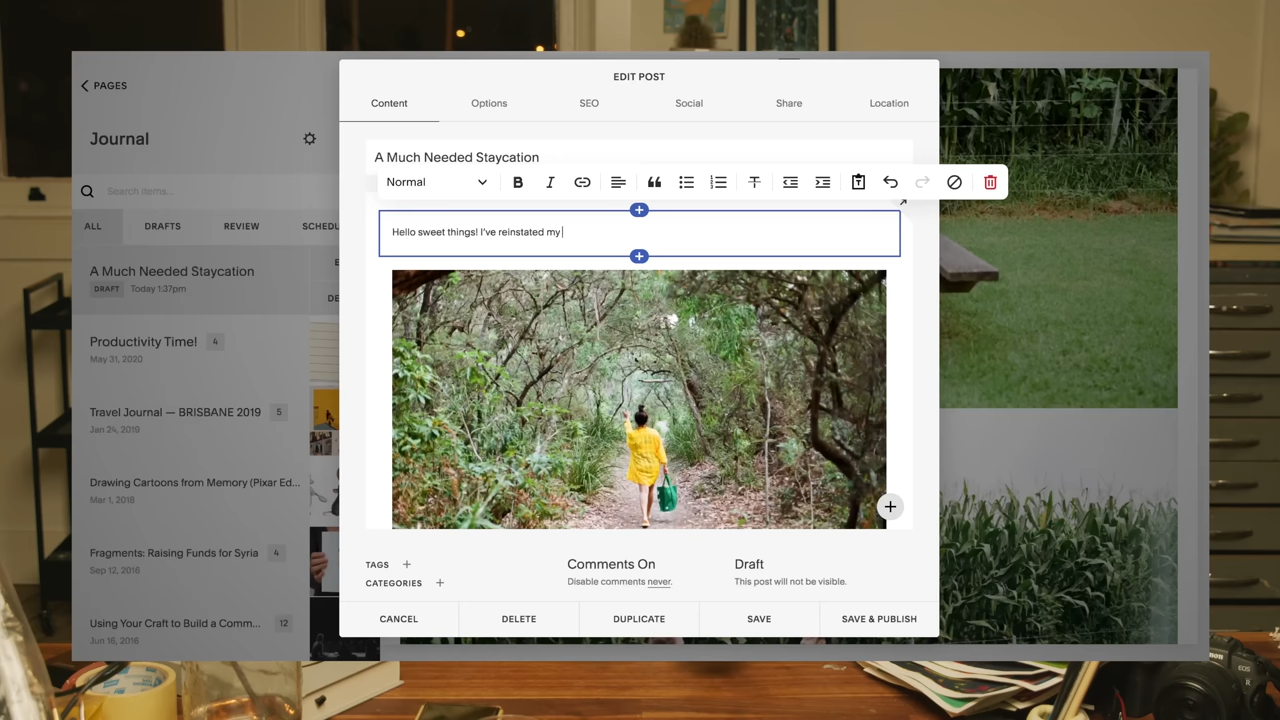 PAGES
Journal
Search items...
ALL
DRAFTS
REVIEW
SCHEDU
A Much Needed Staycation
DRAFT Today 1:37pm
Productivity Time! 4
May 31, 2020
Travel Journal — BRISBANE 2019 5
Jan 24, 2019
Drawing Cartoons from Memory (Pixar Ed...
Mar 1, 2018
Fragments: Raising Funds for Syria 4
Sep 12, 2016
Using Your Craft to Build a Comm... 12
Jun 16, 2016
EDIT POST
Content
Options
SEO
Social
Share
Location
A Much Needed Staycation
Normal
Hello sweet things! I've reinstated my
TAGS
CATEGORIES
Comments On
Disable comments never.
Draft
This post will not be visible.
CANCEL
DELETE
DUPLICATE
SAVE
SAVE & PUBLISH
EOS
R